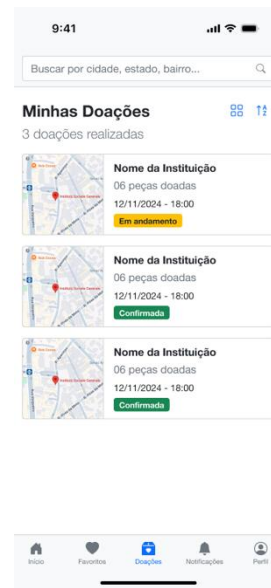 9:41
Buscar por cidade, estado, bairro...
Minhas Doações
3 doações realizadas
Nome da Instituição
06 peças doadas
12/11/2024 - 18:00
Em andamento
Nome da Instituição
06 peças doadas
12/11/2024 - 18:00
Confirmada
Nome da Instituição
06 peças doadas
12/11/2024 - 18:00
Confirmada
Início
Favoritos
Doações
Notificações
Perfil